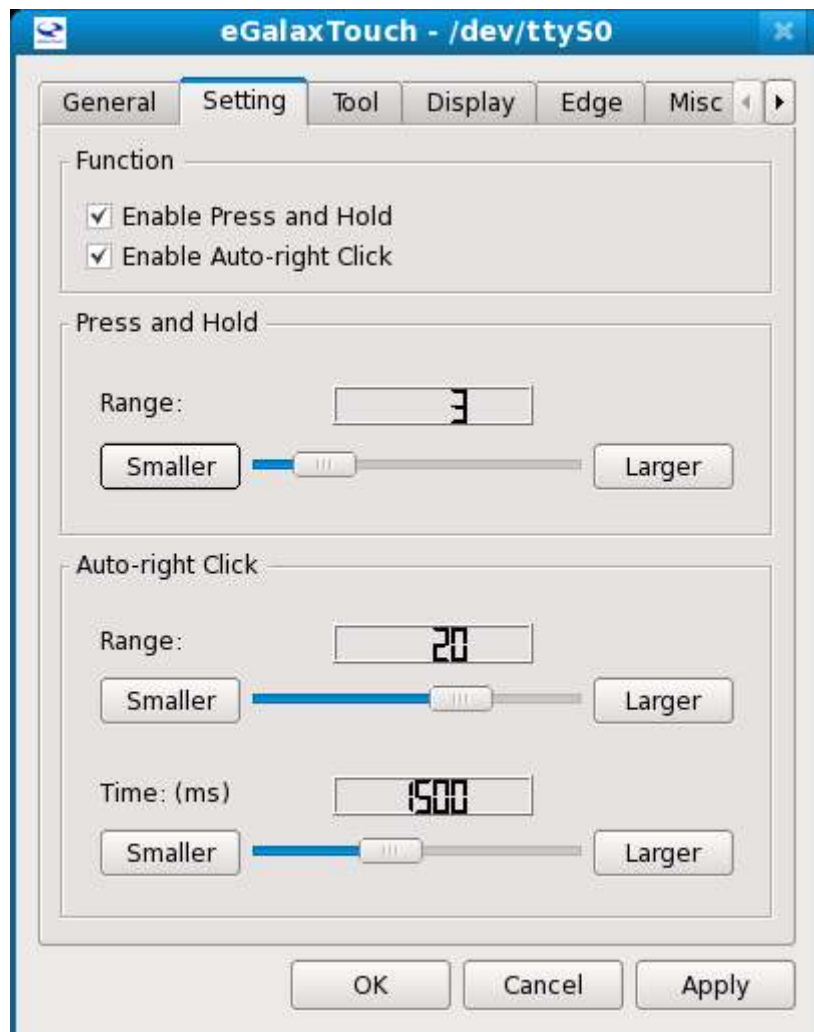 eGalaxTouch - /dev/ttyS0
General Setting Tool Display Edge Misc
Function
Enable Press and Hold
Enable Auto-right Click
Press and Hold
Range: 3
Smaller Larger
Auto-right Click
Range: 20
Smaller Larger
Time: (ms) 1500
Smaller Larger
OK Cancel Apply